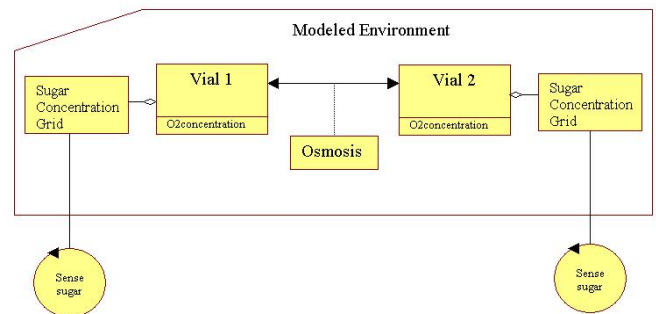 Modeled Environment
Vial 1
O2concentration
Vial 2
O2concentration
Sugar
Concentration
Grid
Sugar
Concentration
Grid
Osmosis
Sense
sugar
Sense
sugar